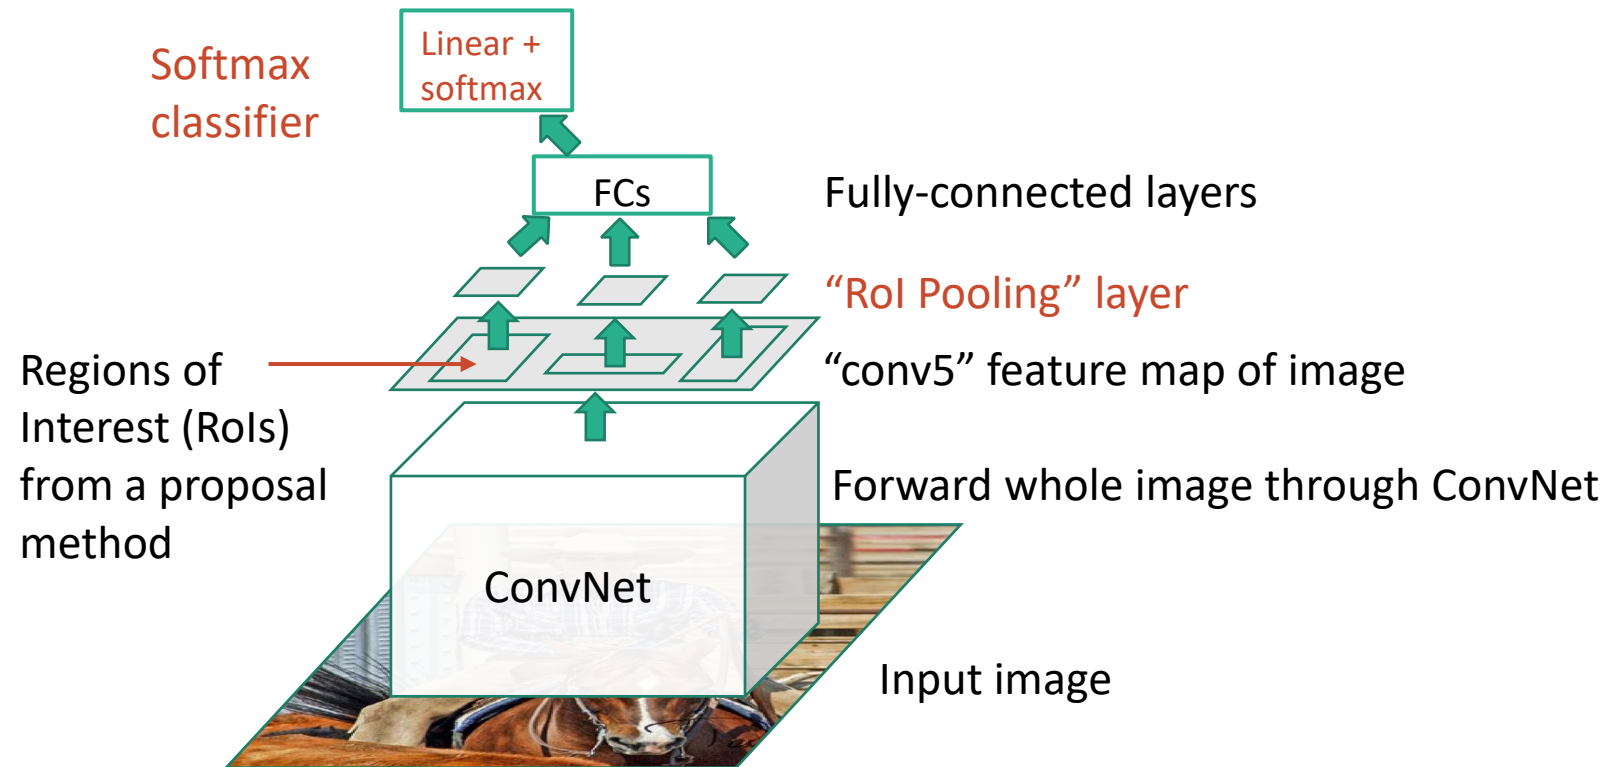 Softmax
classifier
Linear +
softmax
FCs
Fully-connected layers
“RoI Pooling” layer
Regions of
Interest (RoIs)
from a proposal
method
“conv5” feature map of image
Forward whole image through ConvNet
ConvNet
Input image